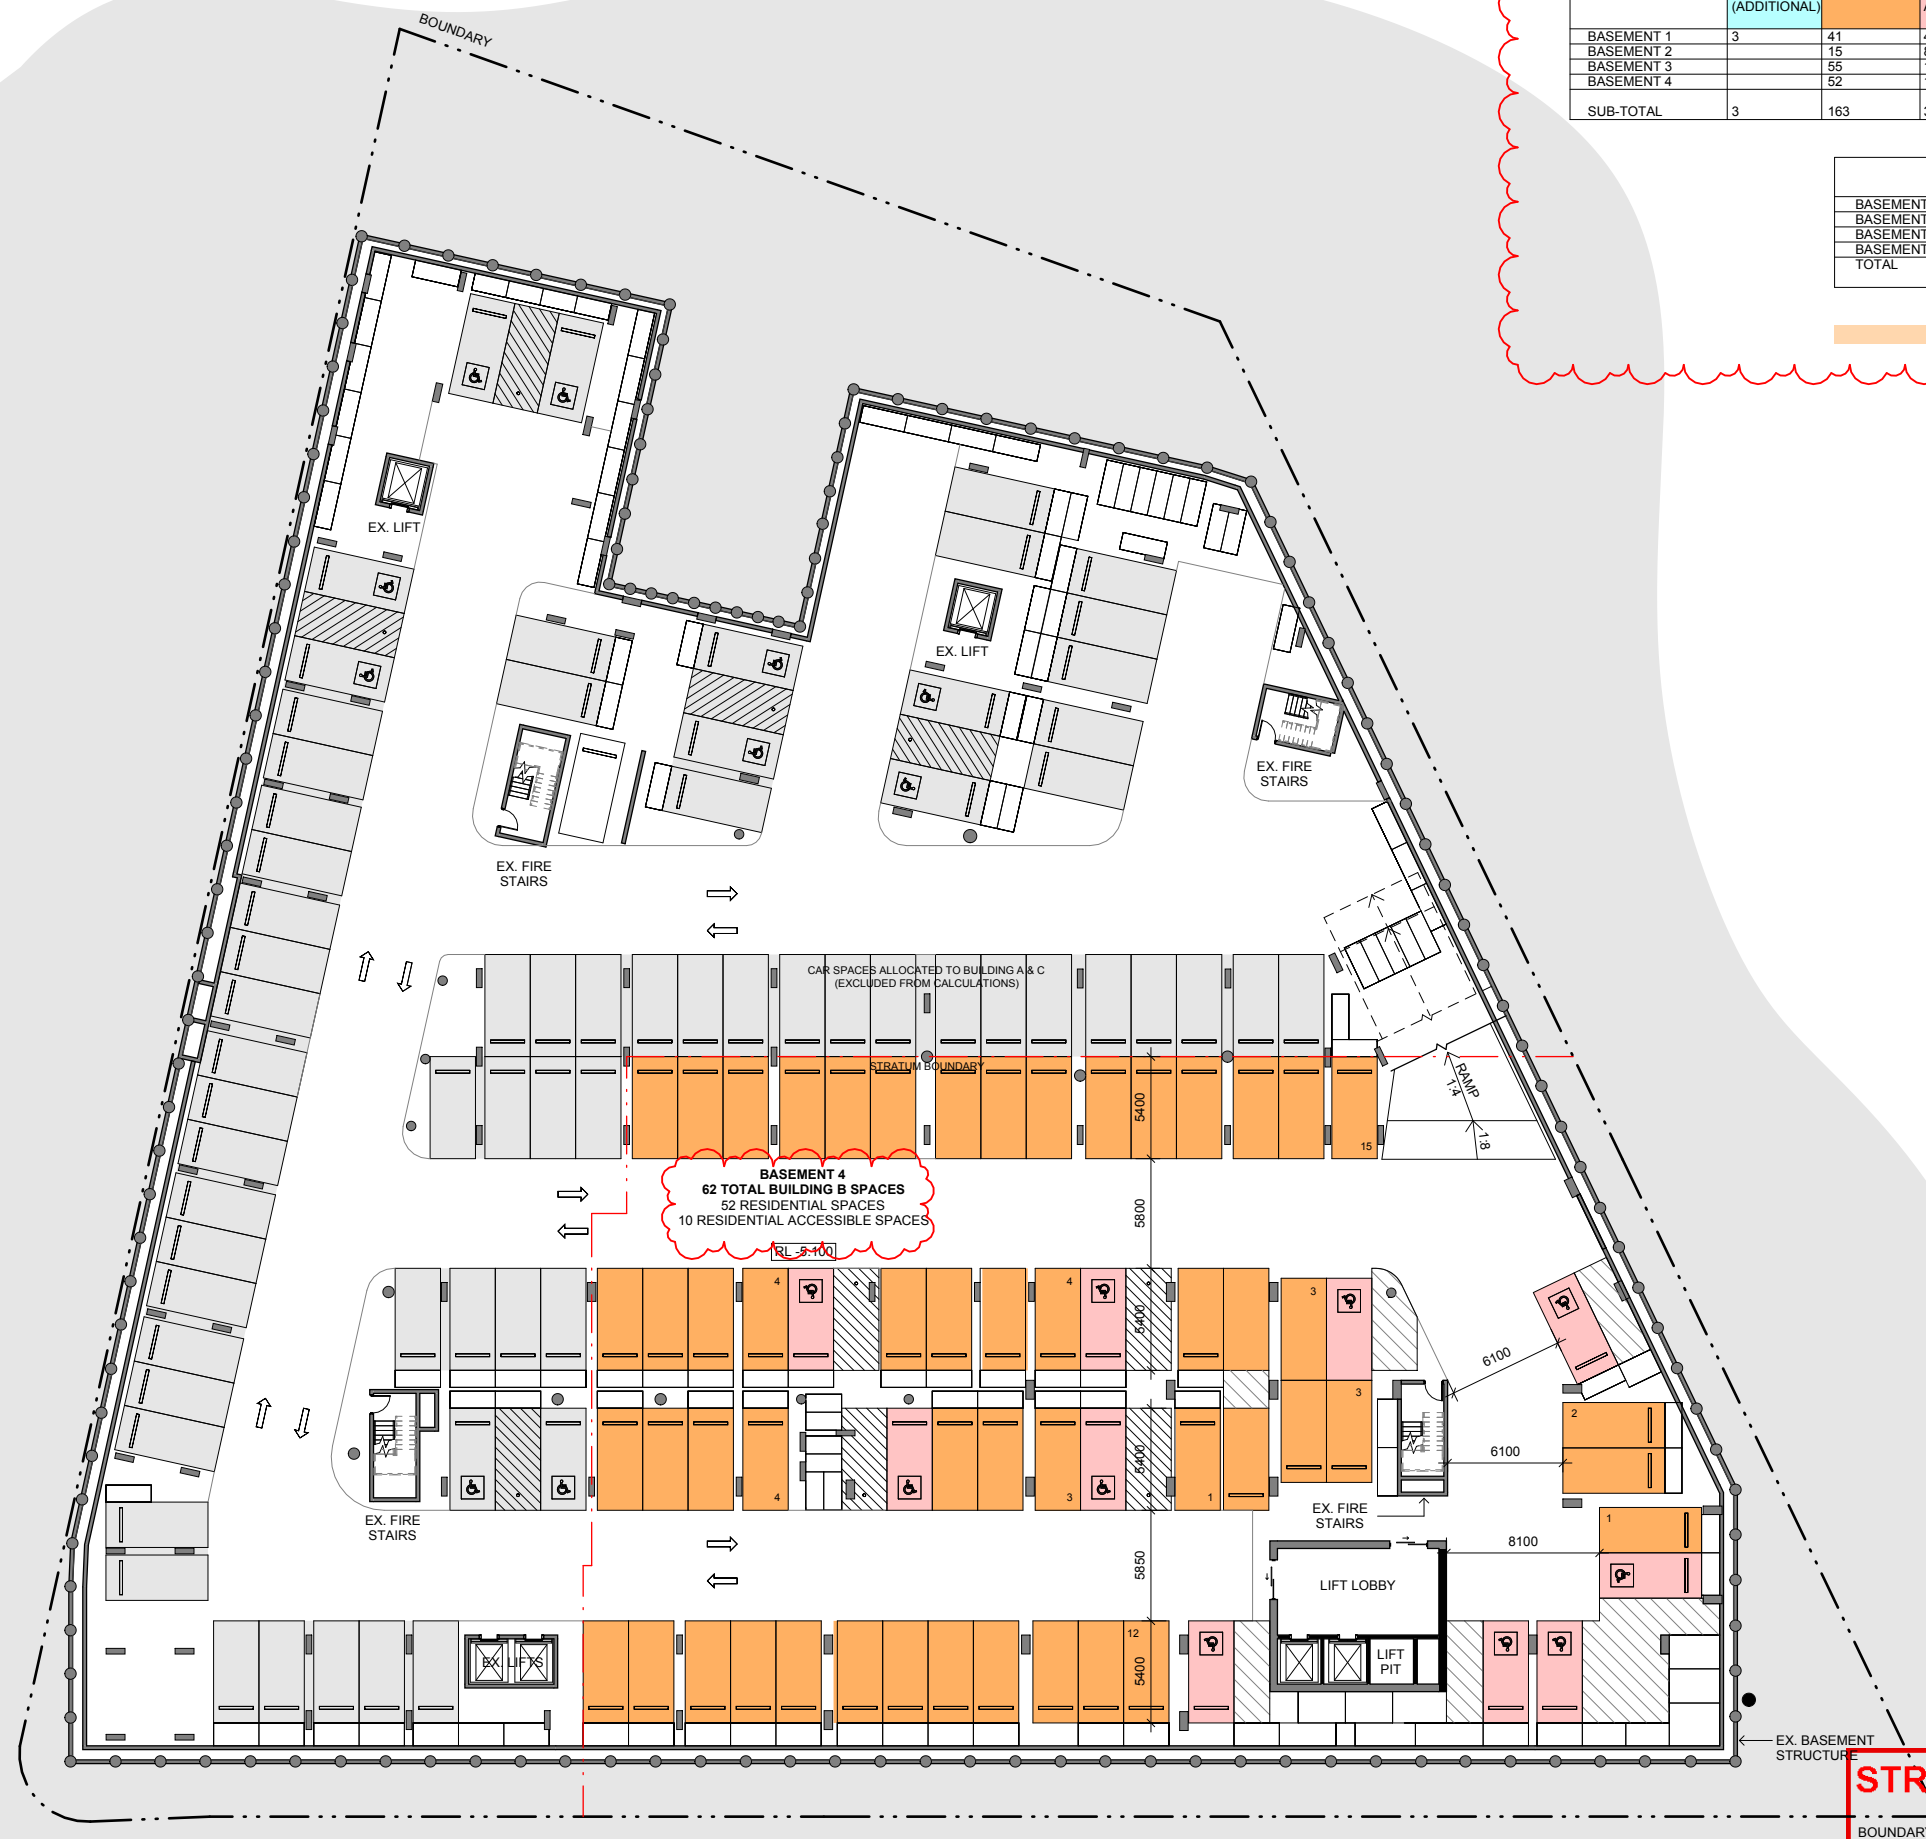 BOUNDARY
(ADDITIONAL)
BASEMENT 1 3 41
BASEMENT 2 15
BASEMENT 3 55
BASEMENT 4 52
SUB-TOTAL 3 163
BASEMENT
BASEMENT
BASEMENT
BASEMENT
TOTAL
EX. LIFT
EX. LIFT
EX. FIRE
STAIRS
EX. FIRE
STAIRS
CAR SPACES ALLOCATED TO BUILDING A & C
(EXCLUDED FROM CALCULATIONS)
STRATUM BOUNDARY
RAMP
1:4
1:8
5400
15
BASEMENT 4
62 TOTAL BUILDING B SPACES
52 RESIDENTIAL SPACES
10 RESIDENTIAL ACCESSIBLE SPACES
RL -5.100
5800
4
4
3
5400
6100
3
2
5400
6100
4
3
1
EX. FIRE
STAIRS
EX. FIRE
STAIRS
1
8100
5850
LIFT LOBBY
12
EX. LIFTS
5400
LIFT
PIT
EX. BASEMENT
STRUCTURE
STR
BOUNDARY